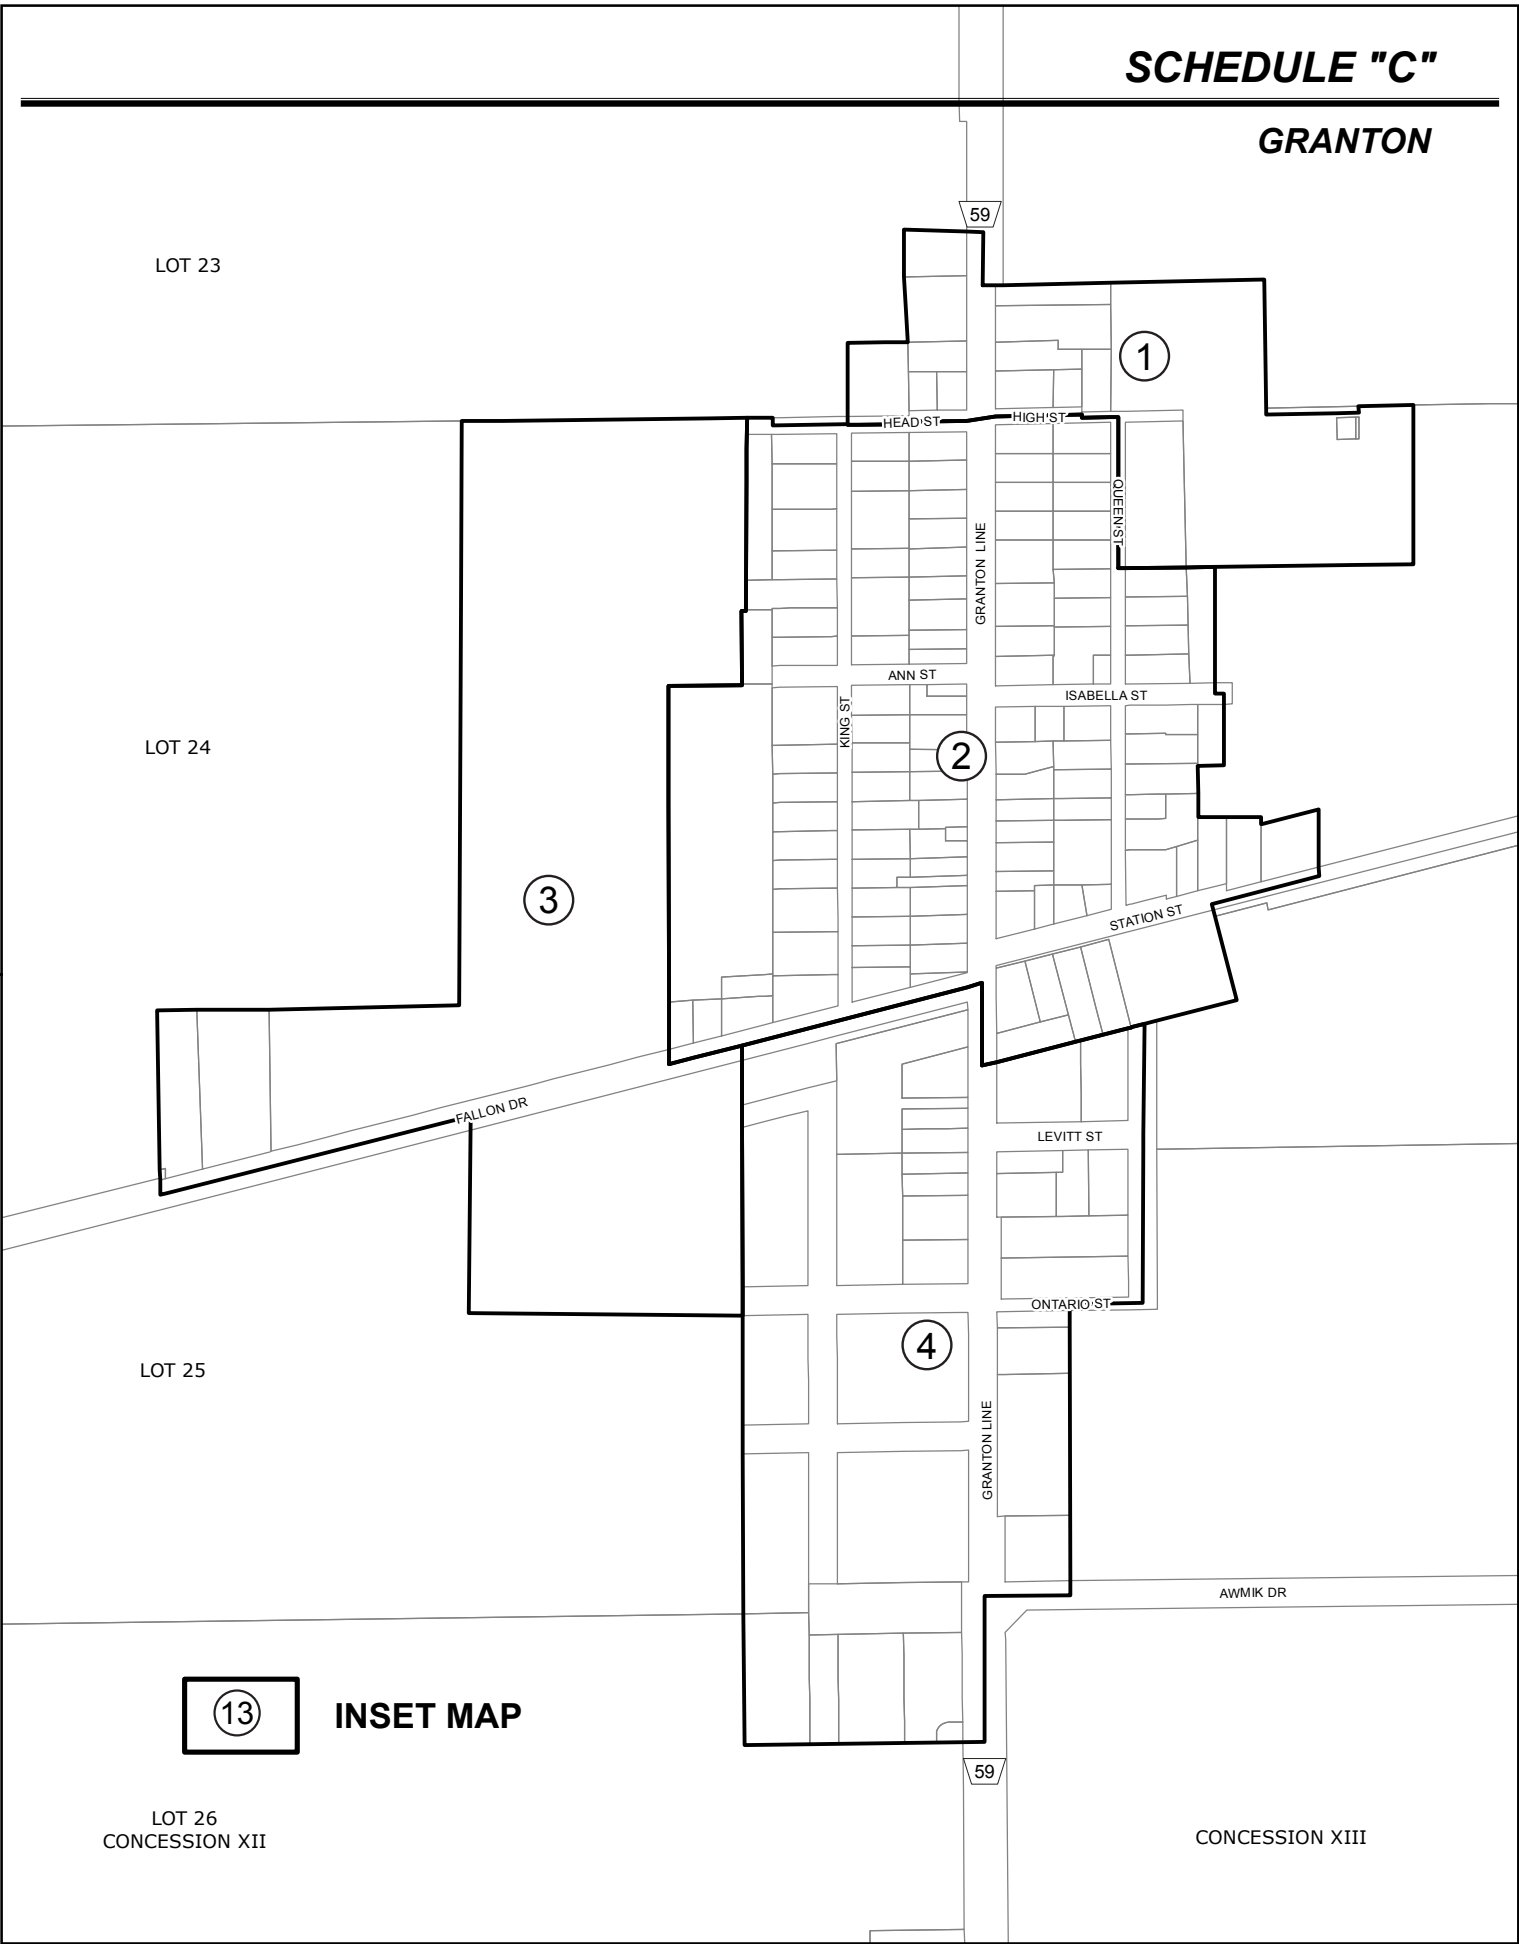 SCHEDULE "C"
GRANTON
59
LOT 23
1
HEAD ST
HIGH ST
QUEEN ST
GRANTON LINE
ANN ST
ISABELLA ST
KING ST
LOT 24
2
3
STATION ST
FALLON DR
LEVITT ST
ONTARIO ST
4
LOT 25
GRANTON LINE
AWMIK DR
13
INSET MAP
59
LOT 26
CONCESSION XII
CONCESSION XIII